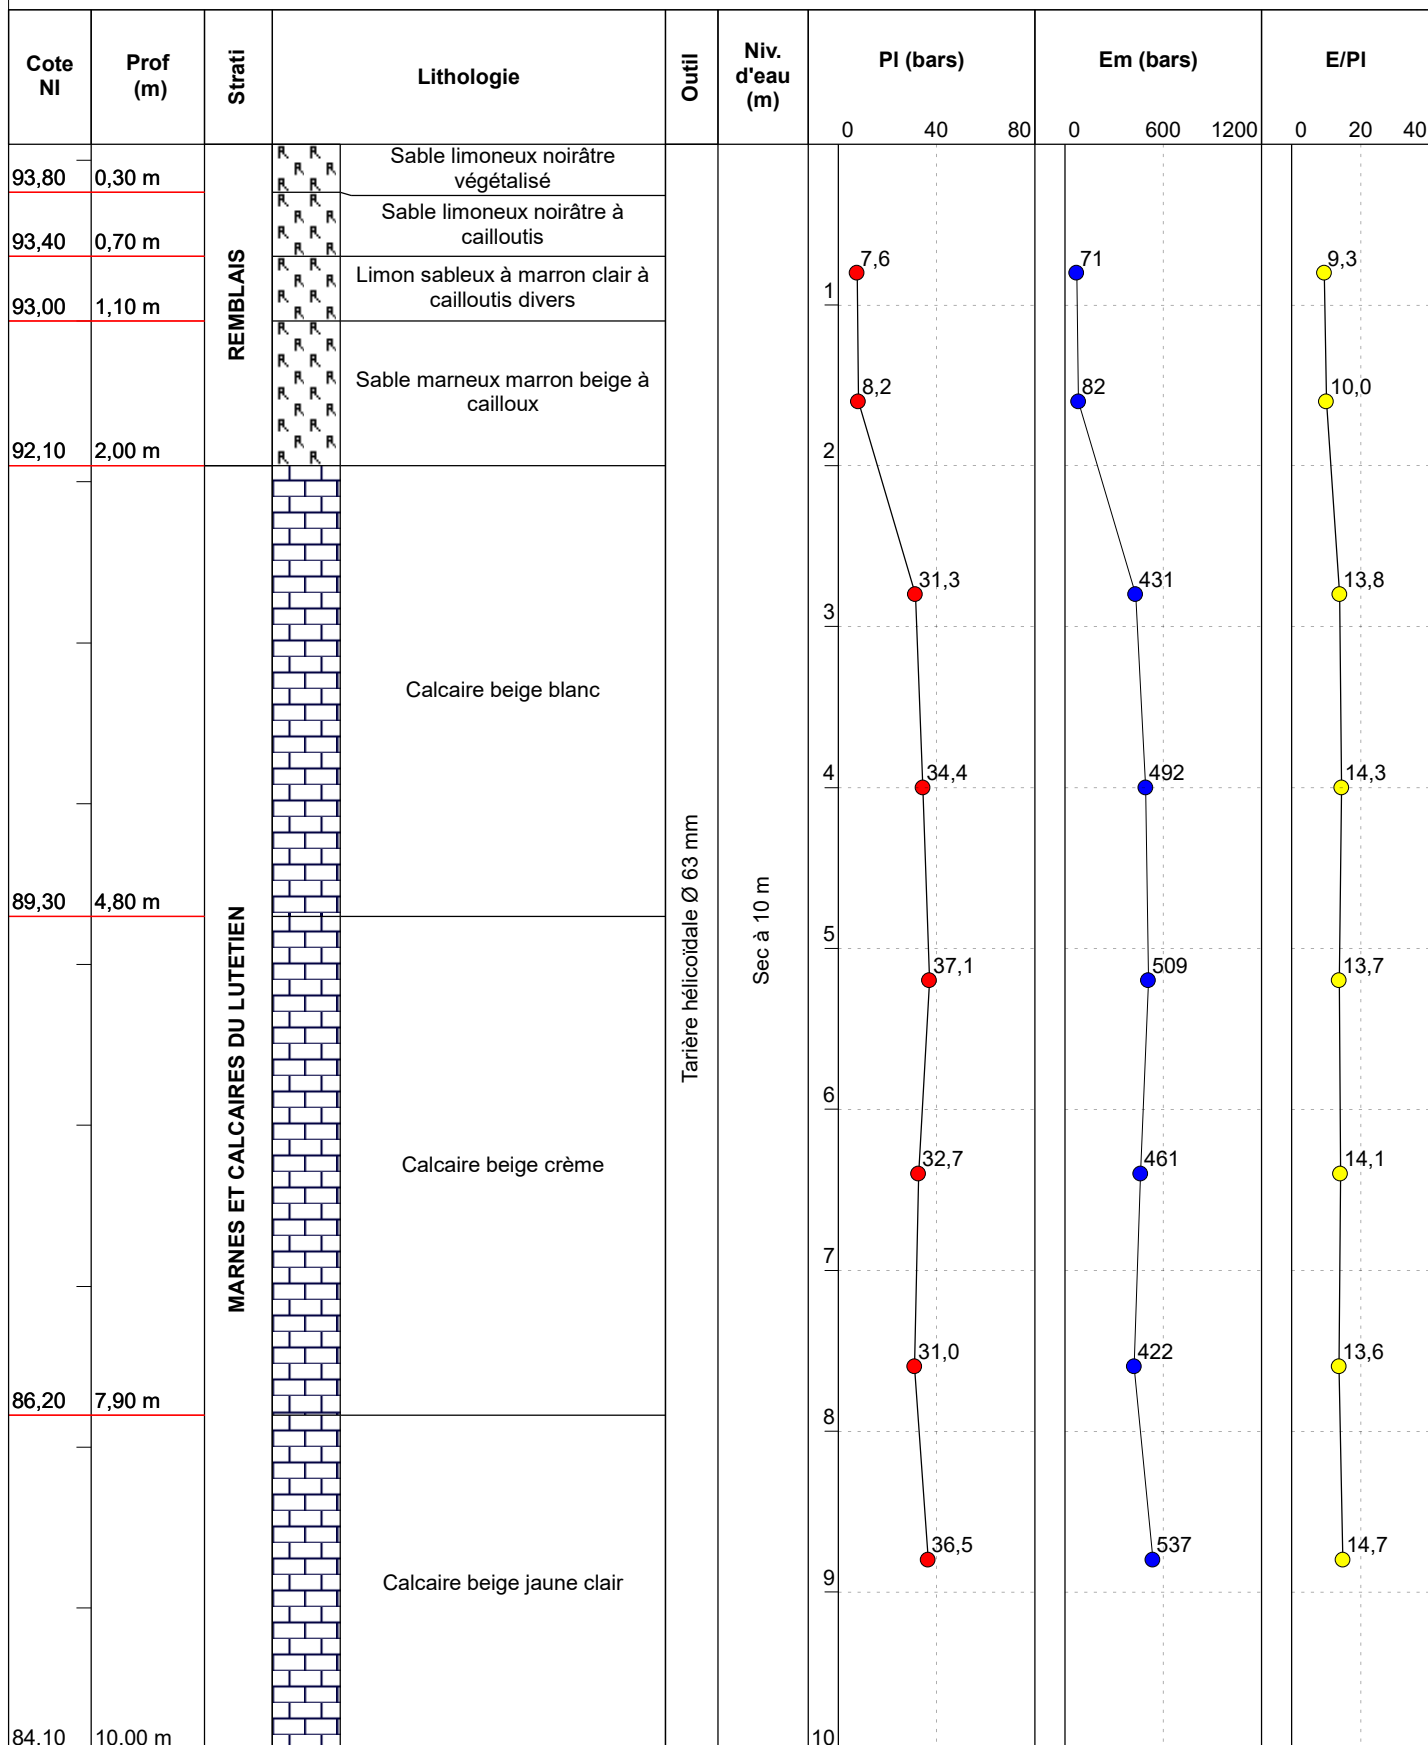 Cote NI
Prof (m)
Strati
Lithologie
Outil
Niv. d'eau (m)
Pl (bars)
Em (bars)
E/Pl
0 40 80
0 600 1200
0 20 40
93,80 0,30 m
Sable limoneux noirâtre
végétalisé
93,40 0,70 m
Sable limoneux noirâtre à
cailloutis
93,00 1,10 m
Limon sableux à marron clair à
cailloutis divers
92,10 2,00 m
Sable marneux marron beige à
cailloux
REMBLAIS
89,30 4,80 m
Calcaire beige blanc
86,20 7,90 m
Calcaire beige crème
84,10 10,00 m
Calcaire beige jaune clair
MARNES ET CALCAIRES DU LUTETIEN
Tarière hélicoïdale Ø 63 mm
Sec à 10 m
7,6 71 9,3
1
8,2 82 10,0
2
31,3 431 13,8
3
34,4 492 14,3
4
5
37,1 509 13,7
6
32,7 461 14,1
7
31,0 422 13,6
8
36,5 537 14,7
9
10